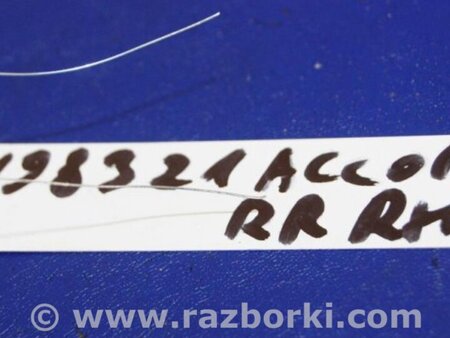 198321 ACCO
RR RH
© www.razborki.com